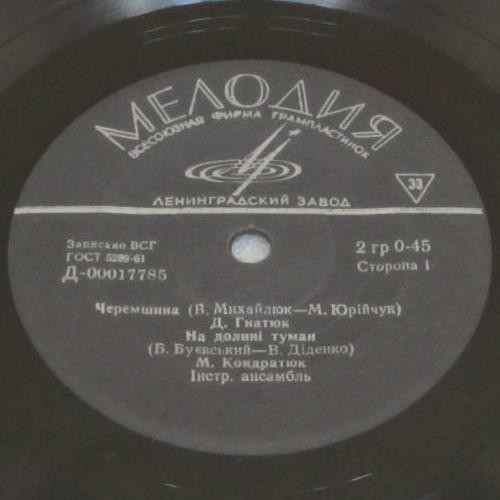 МЕЛОДИЯ
ВСЕСОЮЗНАЯ ФИРМА ГРАМПЛАСТИНОК
ЛЕНИНГРАДСКИЙ ЗАВОД
33
Записано ВСГ
ГОСТ 5289-61
Д-00017785
2 гр 0-45
Сторона 1
Черемшина (В. Михайлюк—М. Юрійчук)
Д. Гнатюк
На долині туман
(Б. Буєвський—В. Діденко)
М. Кондратюк
Інстр. ансамбль